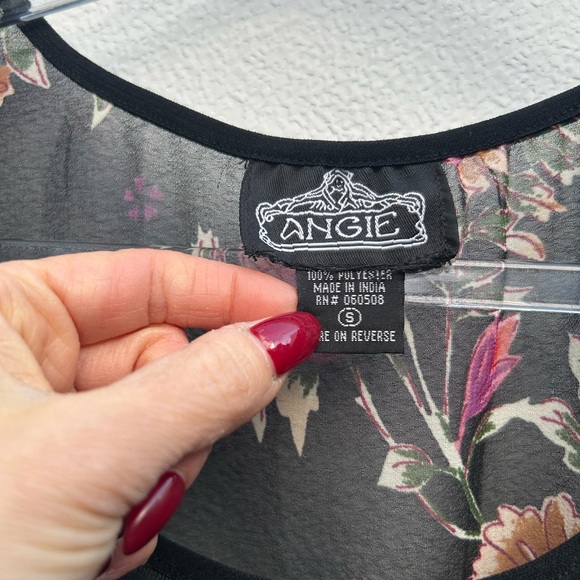 ANGIE
100% POLYESTER
MADE IN INDIA
RN# 060508
S
RE ON REVERSE